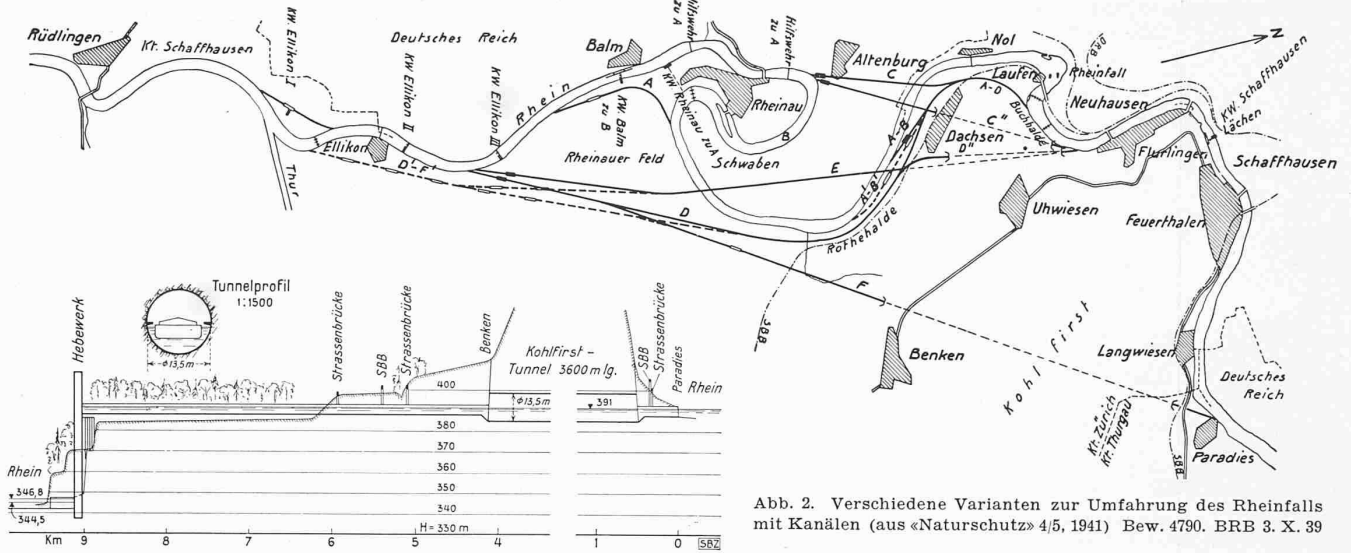 Rüdlingen
Kt. Schaffhausen
KW. Ellikon I
Deutsches Reich
KW Ellikon II
KW Ellikon III
Rhein
Balm
Hilfswehr zu A
Hilfswehr zu A
Altenburg
Nol
DRB
N
Laufen
Rheinfall
Neuhausen
KW. Schaffhausen
Lächen
Schaffhausen
Ellikon
Thur
D'-F
A
KW. Balm zu B
KW Rheinau zu A
Rheinau
Schwaben
B
C
A-D
A-B
C"
Dachsen
D"
Buchhalde
Flurlingen
Rheinauer Feld
E
A-B
D
Rothehalde
Uhwiesen
Feuerthalen
F
SBB
Benken
Kohlfirst
Langwiesen
Deutsches
Reich
Kt. Zürich
Kt. Thurgau
SBB
Paradies
Tunnelprofil
1:1500
ϕ13,5m
Hebewerk
Strassenbrücke
SBB
Strassenbrücke
Benken
Kohlfirst –
Tunnel 3600 m lg.
SBB
Strassenbrücke
Paradies
Rhein
400
ϕ13,5m
391
380
370
360
350
340
H = 330 m
Rhein
346,8
344,5
Km 9 8 7 6 5 4 1 0 SBZ
Abb. 2. Verschiedene Varianten zur Umfahrung des Rheinfalls
mit Kanälen (aus «Naturschutz» 4/5, 1941) Bew. 4790. BRB 3. X. 39